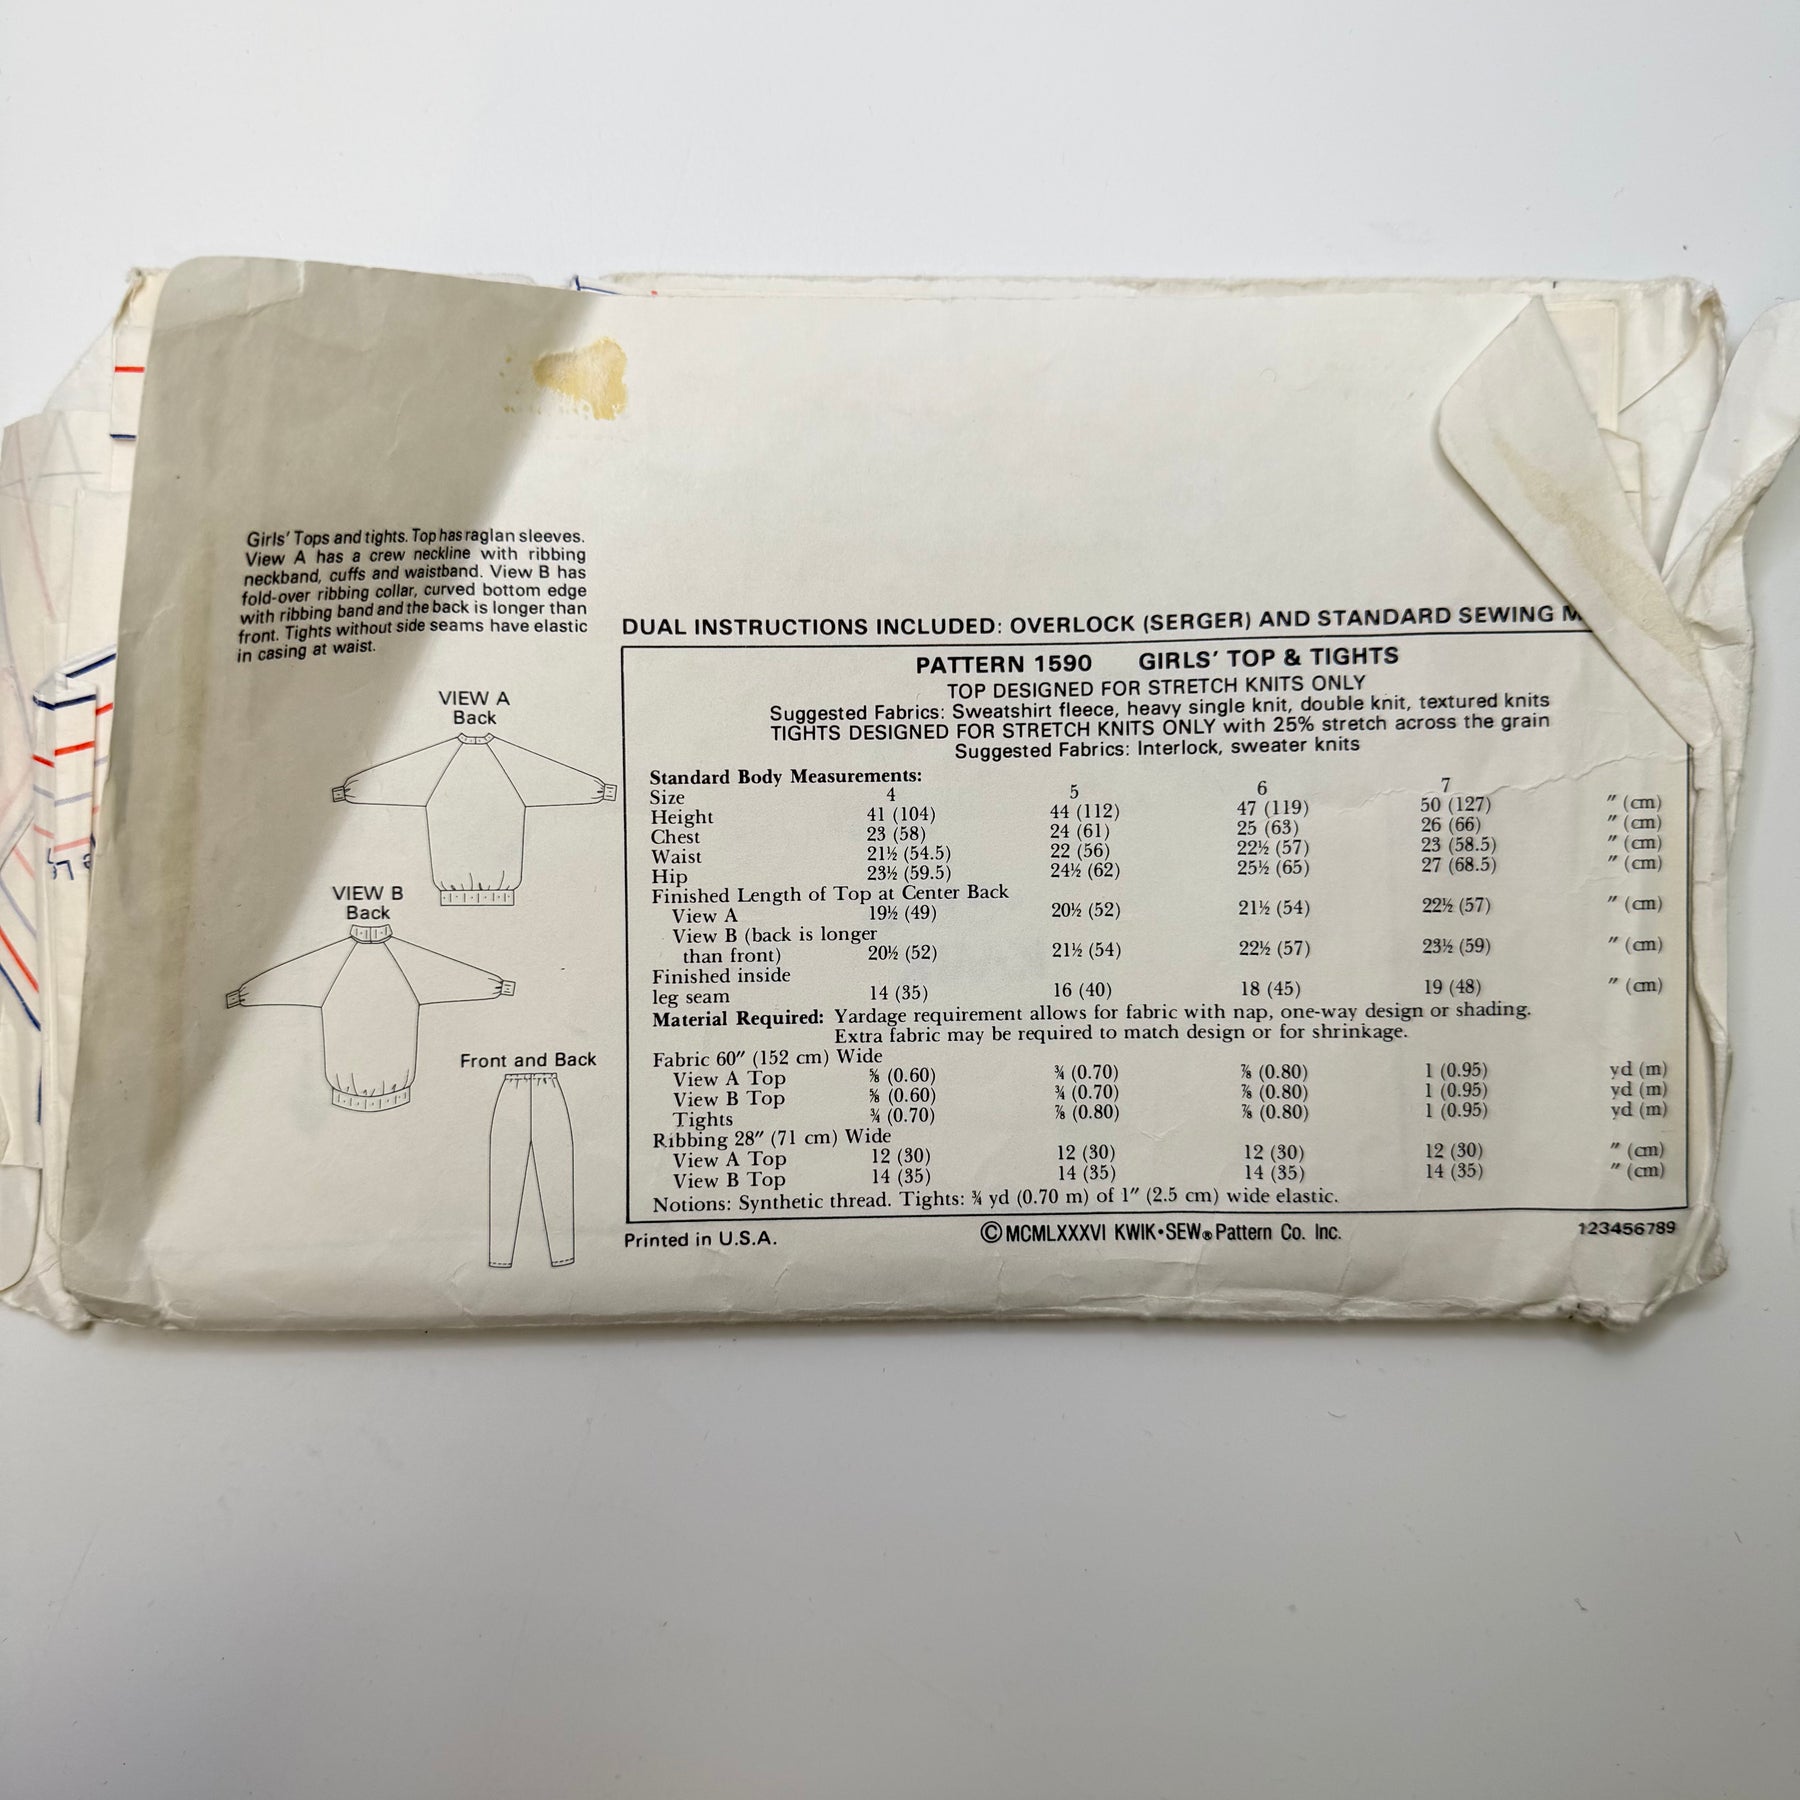 Girls' Tops and tights. Top has raglan sleeves.
View A has a crew neckline with ribbing
neckband, cuffs and waistband. View B has
fold-over ribbing collar, curved bottom edge
with ribbing band and the back is longer than
front. Tights without side seams have elastic
in casing at waist.
VIEW A
Back
VIEW B
Back
Front and Back
DUAL INSTRUCTIONS INCLUDED: OVERLOCK (SERGER) AND STANDARD SEWING
PATTERN 1590 GIRLS' TOP & TIGHTS
TOP DESIGNED FOR STRETCH KNITS ONLY
Suggested Fabrics: Sweatshirt fleece, heavy single knit, double knit, textured knits
TIGHTS DESIGNED FOR STRETCH KNITS ONLY with 25% stretch across the grain
Suggested Fabrics: Interlock, sweater knits
Standard Body Measurements:
Size 4 5 6 7
Height 41 (104) 44 (112) 47 (119) 50 (127) ″ (cm)
Chest 23 (58) 24 (61) 25 (63) 26 (66) ″ (cm)
Waist 21½ (54.5) 22 (56) 22½ (57) 23 (58.5) ″ (cm)
Hip 23½ (59.5) 24½ (62) 25½ (65) 27 (68.5) ″ (cm)
Finished Length of Top at Center Back
View A 19½ (49) 20½ (52) 21½ (54) 22½ (57) ″ (cm)
View B (back is longer
than front) 20½ (52) 21½ (54) 22½ (57) 23½ (59) ″ (cm)
Finished inside
leg seam 14 (35) 16 (40) 18 (45) 19 (48) ″ (cm)
Material Required: Yardage requirement allows for fabric with nap, one-way design or shading.
Extra fabric may be required to match design or for shrinkage.
Fabric 60″ (152 cm) Wide
View A Top ⅝ (0.60) ¾ (0.70) ⅞ (0.80) 1 (0.95) yd (m)
View B Top ⅝ (0.60) ¾ (0.70) ⅞ (0.80) 1 (0.95) yd (m)
Tights ¾ (0.70) ⅞ (0.80) ⅞ (0.80) 1 (0.95) yd (m)
Ribbing 28″ (71 cm) Wide
View A Top 12 (30) 12 (30) 12 (30) 12 (30) ″ (cm)
View B Top 14 (35) 14 (35) 14 (35) 14 (35) ″ (cm)
Notions: Synthetic thread. Tights: ¾ yd (0.70 m) of 1″ (2.5 cm) wide elastic.
Printed in U.S.A. ©MCMLXXXVI KWIK•SEW® Pattern Co. Inc. 123456789